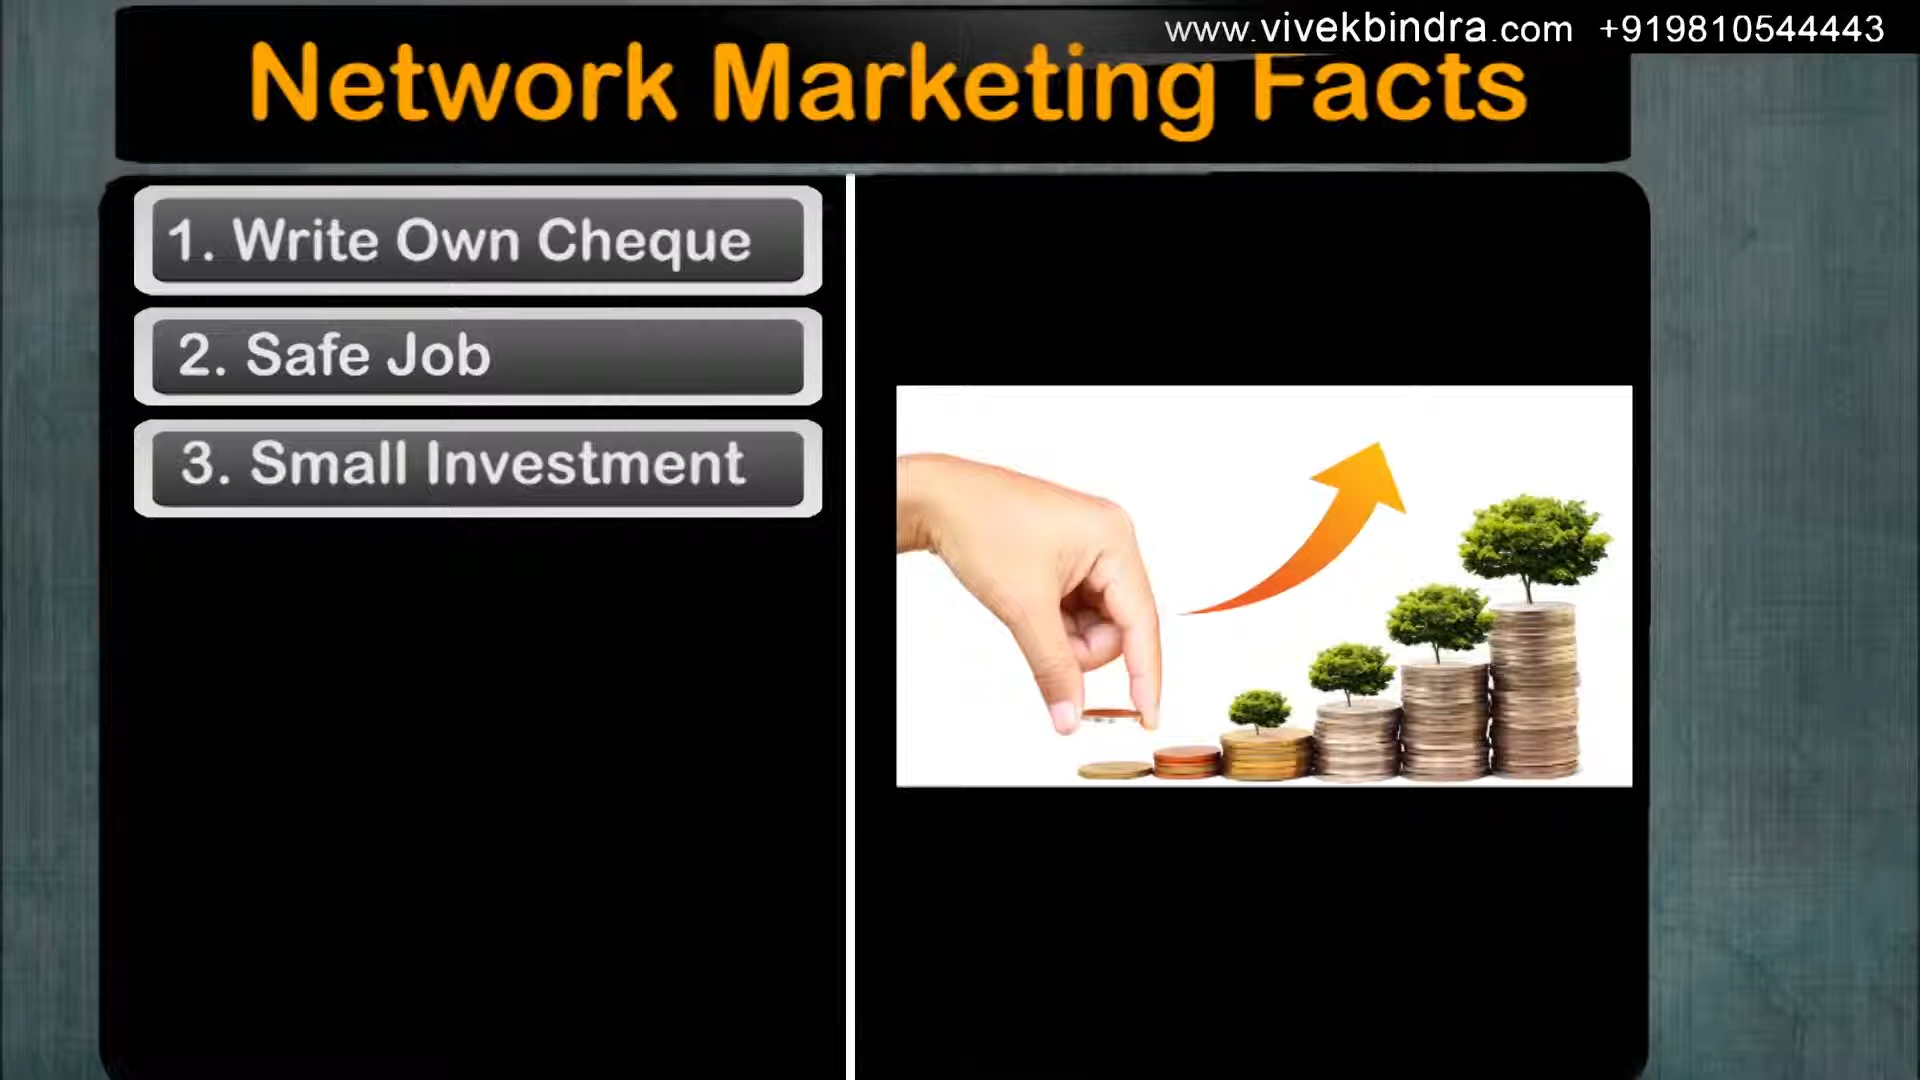 www.vivekbindra.com +919810544443
Network Marketing Facts
1. Write Own Cheque
2. Safe Job
3. Small Investment